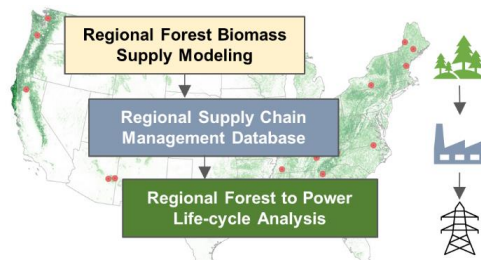 Regional Forest Biomass
Supply Modeling
Regional Supply Chain
Management Database
Regional Forest to Power
Life-cycle Analysis